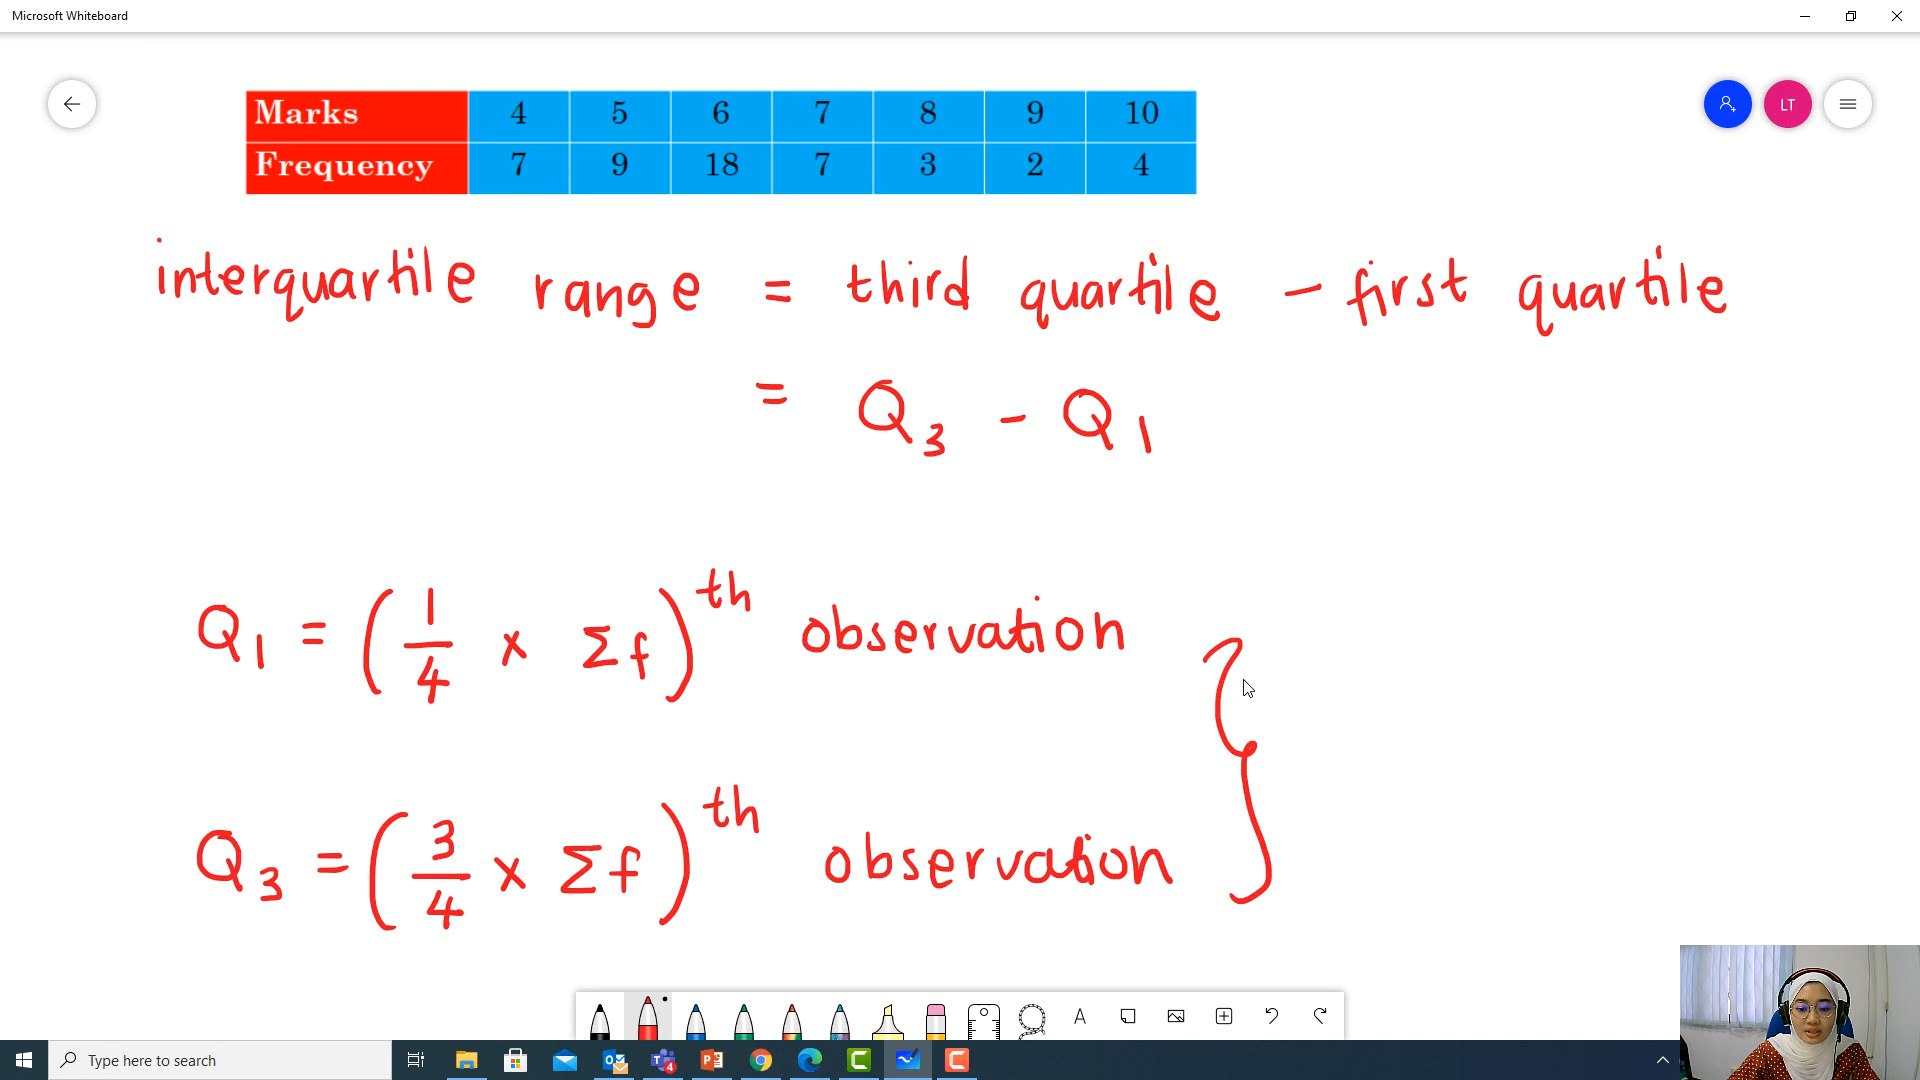 Microsoft Whiteboard
LT
Marks 4 5 6 7 8 9 10
Frequency 7 9 18 7 3 2 4
interquartile range = third quartile - first quartile
= Q3 - Q1
Q1 = (1/4 × Σf)th observation
Q3 = (3/4 × Σf)th observation
A
Type here to search
4